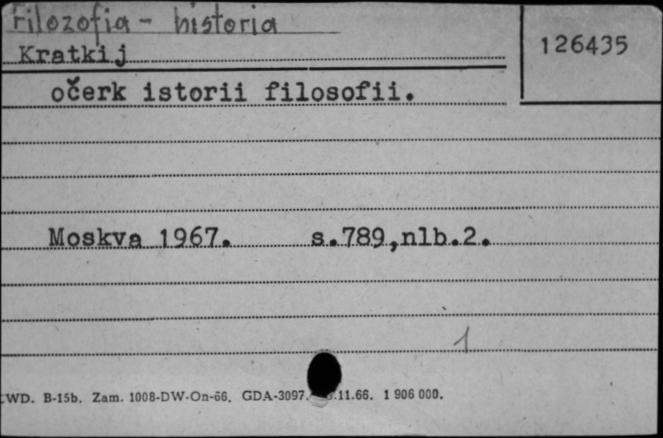 Filozofia - historia
126435
Kratkij
očerk istorii filosofii.
Moskva 1967. s.789,nlb.2.
1
WD. B-15b. Zam. 1008-DW-On-66. GDA-3097. .11.66. 1 906 000.